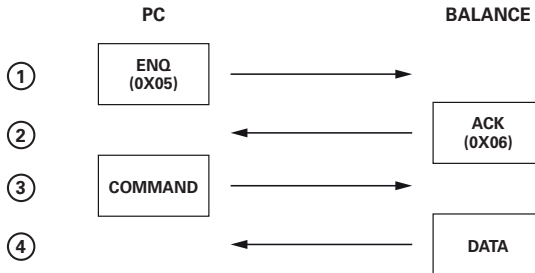 PC BALANCE
① ENQ
(0X05)
② ACK
(0X06)
③ COMMAND
④ DATA